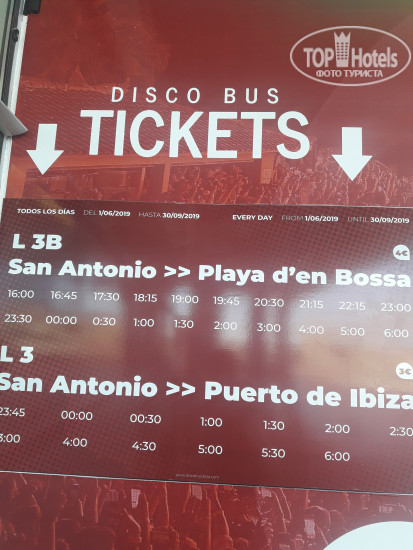 TOPHotels
ФОТО ТУРИСТА
DISCO BUS
TICKETS
TODOS LOS DÍAS DEL 1/06/2019 HASTA 30/09/2019 EVERY DAY FROM 1/06/2019 UNTIL 30/09/2019
L 3B 4€
San Antonio >> Playa d'en Bossa
16:00 16:45 17:30 18:15 19:00 19:45 20:30 21:15 22:15 23:00
23:30 00:00 0:30 1:00 1:30 2:00 3:00 4:00 5:00 6:00
L 3 3€
San Antonio >> Puerto de Ibiza
23:45 00:00 00:30 1:00 1:30 2:00 2:30
3:00 4:00 4:30 5:00 5:30 6:00